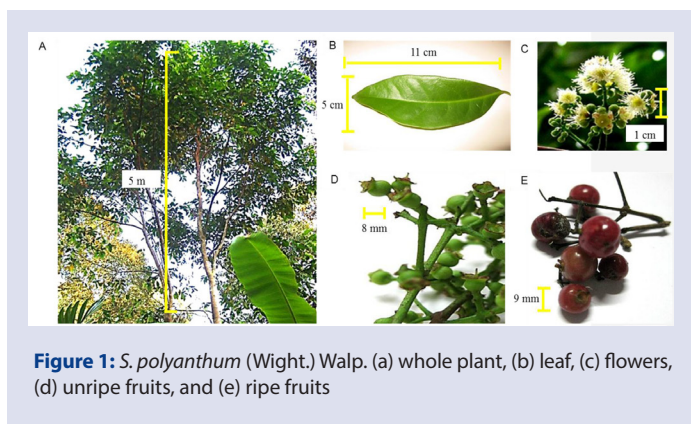 A
5 m
B
11 cm
5 cm
C
1 cm
D
8 mm
E
9 mm
Figure 1: S. polyanthum (Wight.) Walp. (a) whole plant, (b) leaf, (c) flowers,
(d) unripe fruits, and (e) ripe fruits